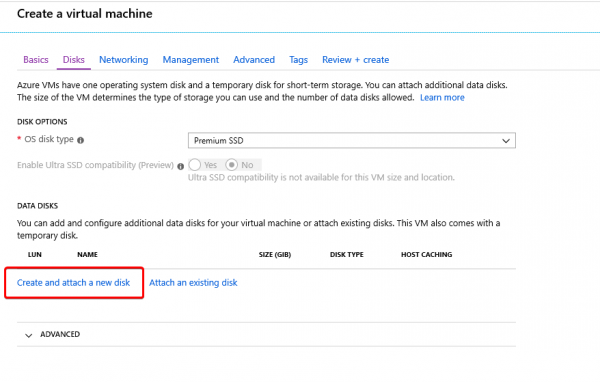 Create a virtual machine
Basics Disks Networking Management Advanced Tags Review + create
Azure VMs have one operating system disk and a temporary disk for short-term storage. You can attach additional data disks.
The size of the VM determines the type of storage you can use and the number of data disks allowed. Learn more
DISK OPTIONS
* OS disk type Premium SSD
Enable Ultra SSD compatibility (Preview) Yes No
Ultra SSD compatibility is not available for this VM size and location.
DATA DISKS
You can add and configure additional data disks for your virtual machine or attach existing disks. This VM also comes with a
temporary disk.
LUN NAME SIZE (GIB) DISK TYPE HOST CACHING
Create and attach a new disk Attach an existing disk
ADVANCED